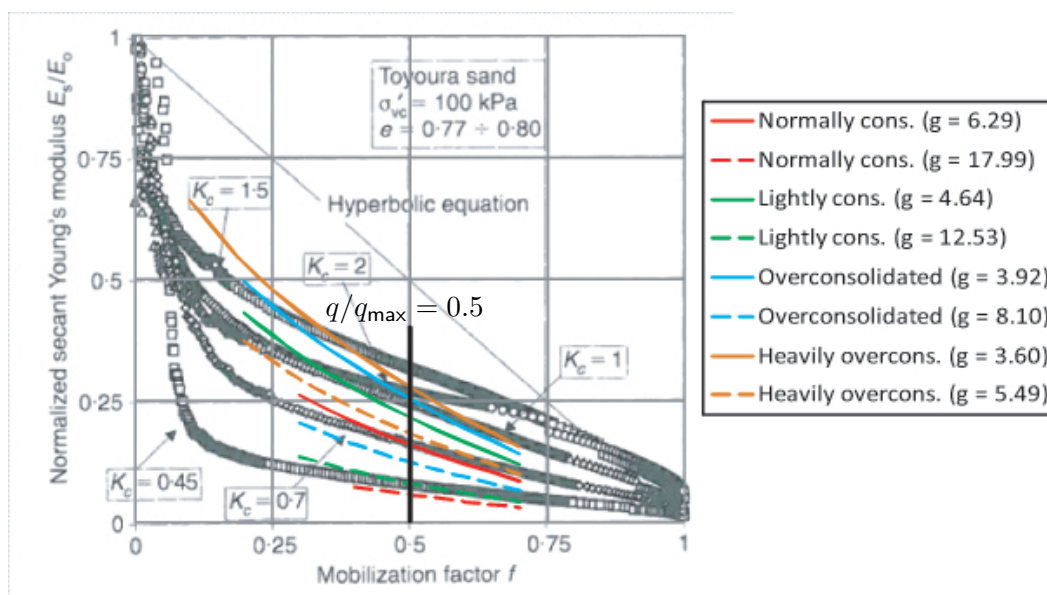 Normalized secant Young's modulus Es/Eo
1
0·75
0·5
0·25
0
0
0·25
0·5
0·75
1
Mobilization factor f
Toyoura sand
σ'vc = 100 kPa
e = 0·77 ÷ 0·80
Kc = 1·5
Hyperbolic equation
Kc = 2
q/qmax = 0.5
Kc = 1
Kc = 0·45
Kc = 0·7
Normally cons. (g = 6.29)
Normally cons. (g = 17.99)
Lightly cons. (g = 4.64)
Lightly cons. (g = 12.53)
Overconsolidated (g = 3.92)
Overconsolidated (g = 8.10)
Heavily overcons. (g = 3.60)
Heavily overcons. (g = 5.49)